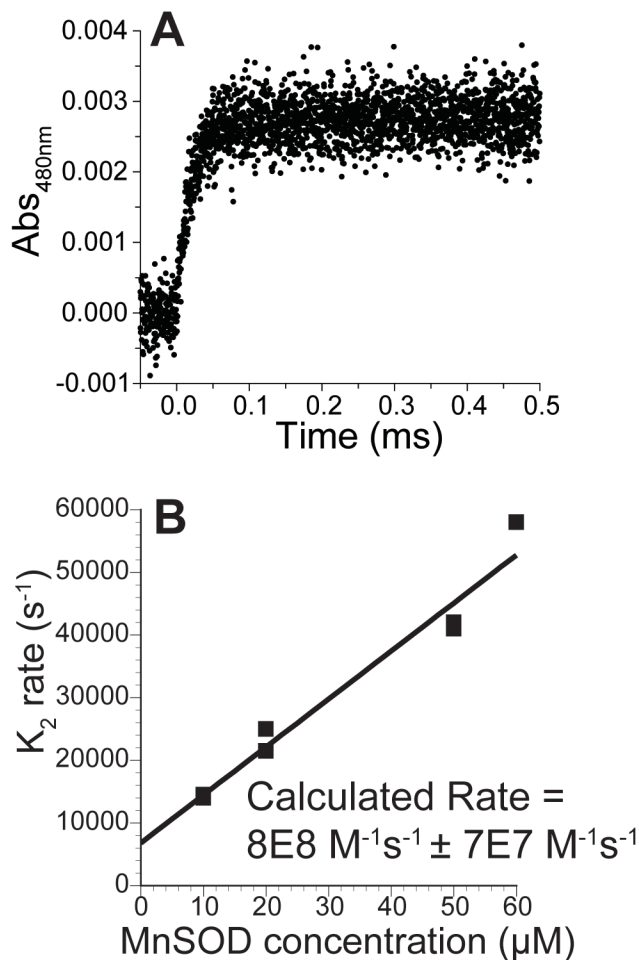 A
0.004
0.003
0.002
0.001
0.000
-0.001
Abs480nm
0.0 0.1 0.2 0.3 0.4 0.5
Time (ms)
B
60000
50000
40000
30000
20000
10000
0
K2 rate (s-1)
Calculated Rate =
8E8 M-1s-1 ± 7E7 M-1s-1
0 10 20 30 40 50 60
MnSOD concentration (µM)